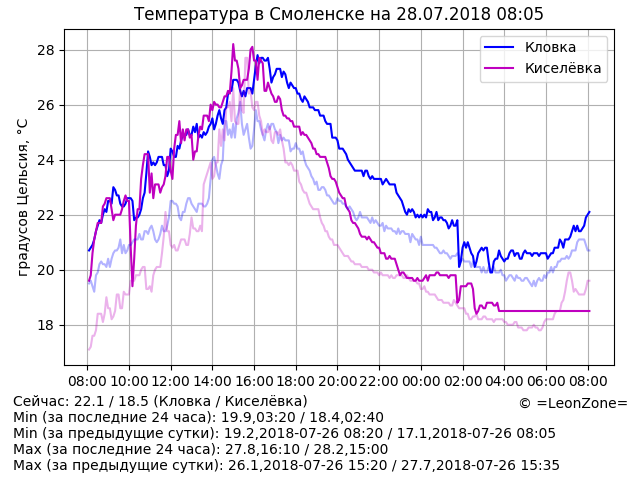 Температура в Смоленске на 28.07.2018 08:05
Кловка
Киселёвка
градусов Цельсия, °C
28
26
24
22
20
18
08:00 10:00 12:00 14:00 16:00 18:00 20:00 22:00 00:00 02:00 04:00 06:00 08:00
Сейчас: 22.1 / 18.5 (Кловка / Киселёвка)
© =LeonZone=
Min (за последние 24 часа): 19.9,03:20 / 18.4,02:40
Min (за предыдущие сутки): 19.2,2018-07-26 08:20 / 17.1,2018-07-26 08:05
Max (за последние 24 часа): 27.8,16:10 / 28.2,15:00
Max (за предыдущие сутки): 26.1,2018-07-26 15:20 / 27.7,2018-07-26 15:35